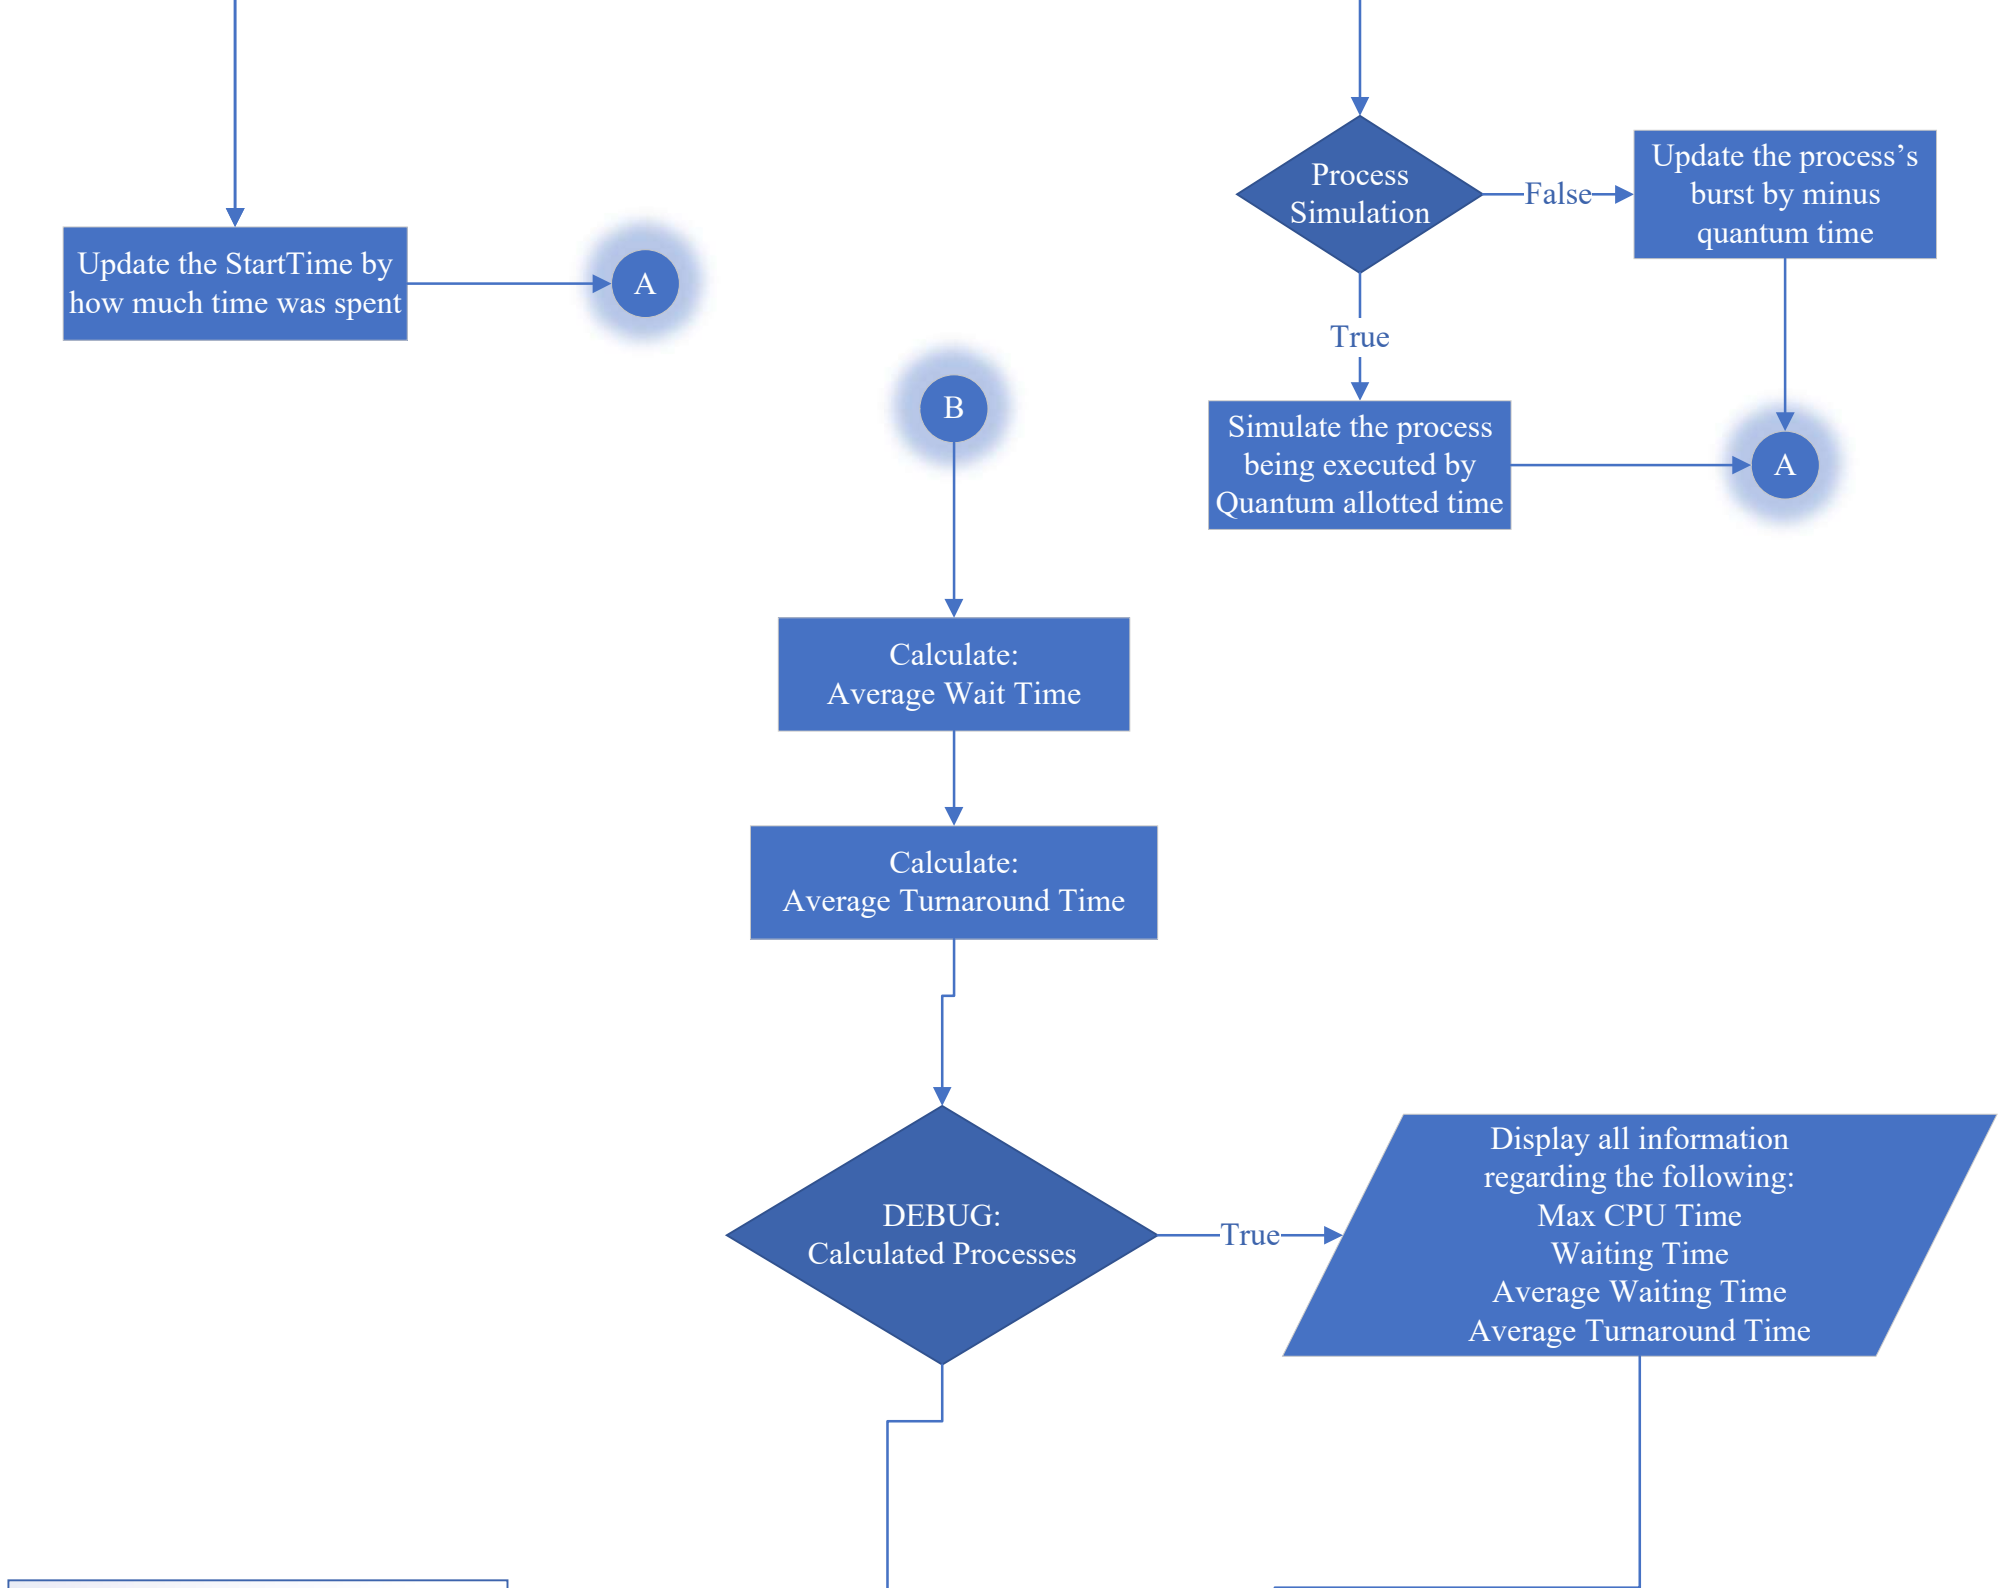 Update the StartTime by
how much time was spent
A
Process
Simulation
False
Update the process’s
burst by minus
quantum time
True
Simulate the process
being executed by
Quantum allotted time
A
B
Calculate:
Average Wait Time
Calculate:
Average Turnaround Time
DEBUG:
Calculated Processes
True
Display all information
regarding the following:
Max CPU Time
Waiting Time
Average Waiting Time
Average Turnaround Time